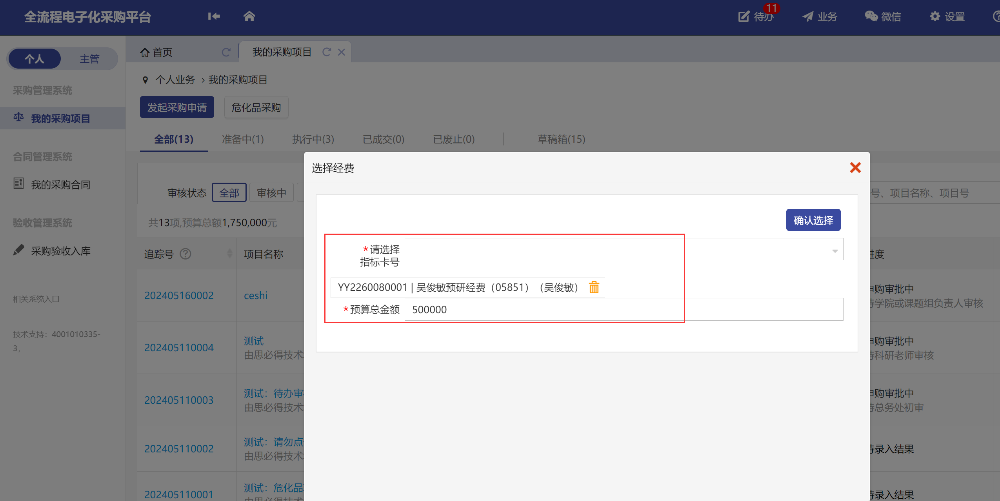 全流程电子化采购平台
待办
11
业务
微信
设置
个人
主管
首页
我的采购项目
采购管理系统
我的采购项目
合同管理系统
我的采购合同
验收管理系统
采购验收入库
相关系统入口
技术支持：4001010335-
3，
个人业务 > 我的采购项目
发起采购申请
危化品采购
全部(13)
准备中(1)
执行中(3)
已成交(0)
已废止(0)
草稿箱(15)
审核状态
全部
审核中
号、项目名称、项目号
共13项,预算总额1,750,000元
追踪号
项目名称
进度
202405160002
ceshi
申购审批中
待学院或课题组负责人审核
202405110004
测试
由思必得技术
申购审批中
待科研老师审核
202405110003
测试：待办审
由思必得技术
申购审批中
待总务处初审
202405110002
测试：请勿点
由思必得技术
待录入结果
202405110001
测试：危化品
由思必得技术
待录入结果
选择经费
确认选择
*请选择
指标卡号
YY2260080001 | 吴俊敏预研经费（05851）（吴俊敏）
*预算总金额
500000